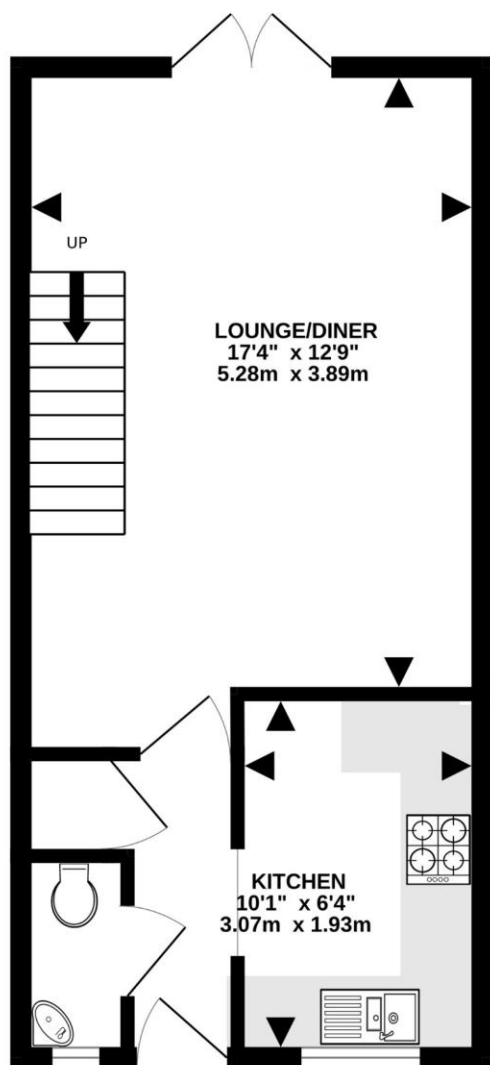 UP
LOUNGE/DINER
17'4" x 12'9"
5.28m x 3.89m
KITCHEN
10'1" x 6'4"
3.07m x 1.93m